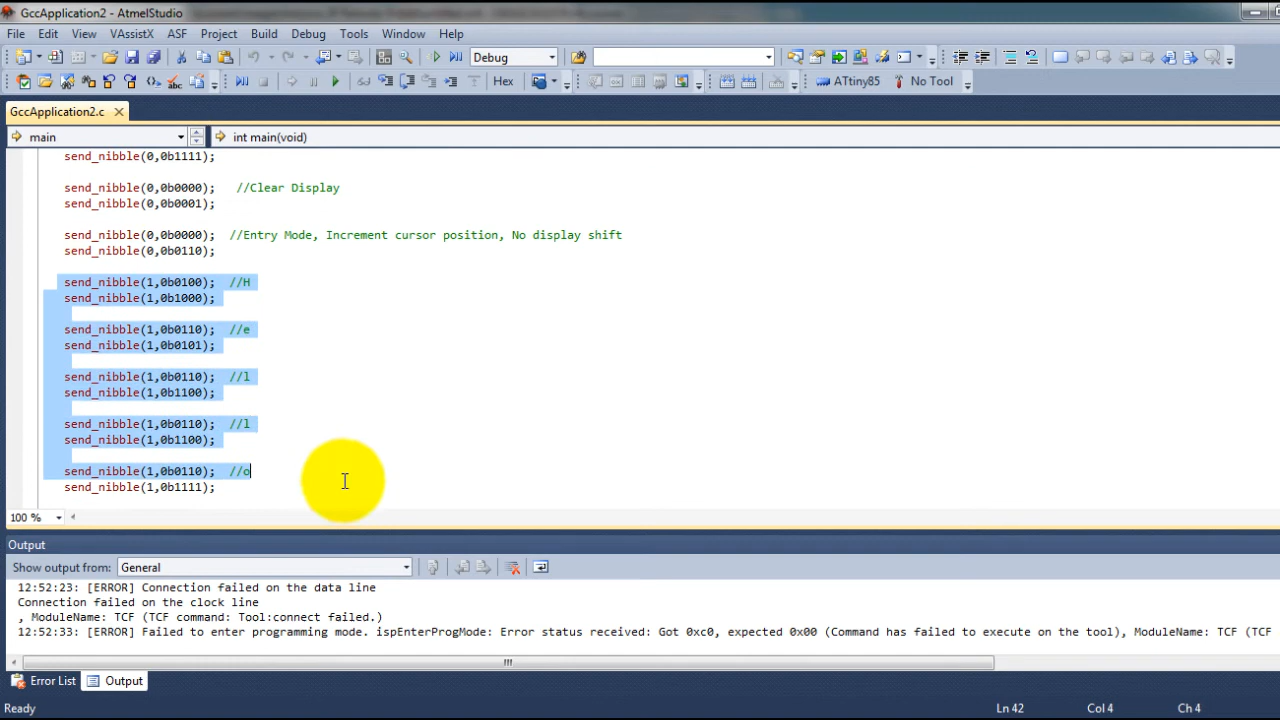 GccApplication2 - AtmelStudio
File Edit View VAssistX ASF Project Build Debug Tools Window Help
Debug
Hex ATtiny85 No Tool
GccApplication2.c
main int main(void)
send_nibble(0,0b1111);
send_nibble(0,0b0000); //Clear Display
send_nibble(0,0b0001);
send_nibble(0,0b0000); //Entry Mode, Increment cursor position, No display shift
send_nibble(0,0b0110);
send_nibble(1,0b0100); //H
send_nibble(1,0b1000);
send_nibble(1,0b0110); //e
send_nibble(1,0b0101);
send_nibble(1,0b0110); //l
send_nibble(1,0b1100);
send_nibble(1,0b0110); //l
send_nibble(1,0b1100);
send_nibble(1,0b0110); //o
send_nibble(1,0b1111);
100 %
Output
Show output from: General
12:52:23: [ERROR] Connection failed on the data line
Connection failed on the clock line
, ModuleName: TCF (TCF command: Tool:connect failed.)
12:52:33: [ERROR] Failed to enter programming mode. ispEnterProgMode: Error status received: Got 0xc0, expected 0x00 (Command has failed to execute on the tool), ModuleName: TCF (TCF
Error List Output
Ready Ln 42 Col 4 Ch 4